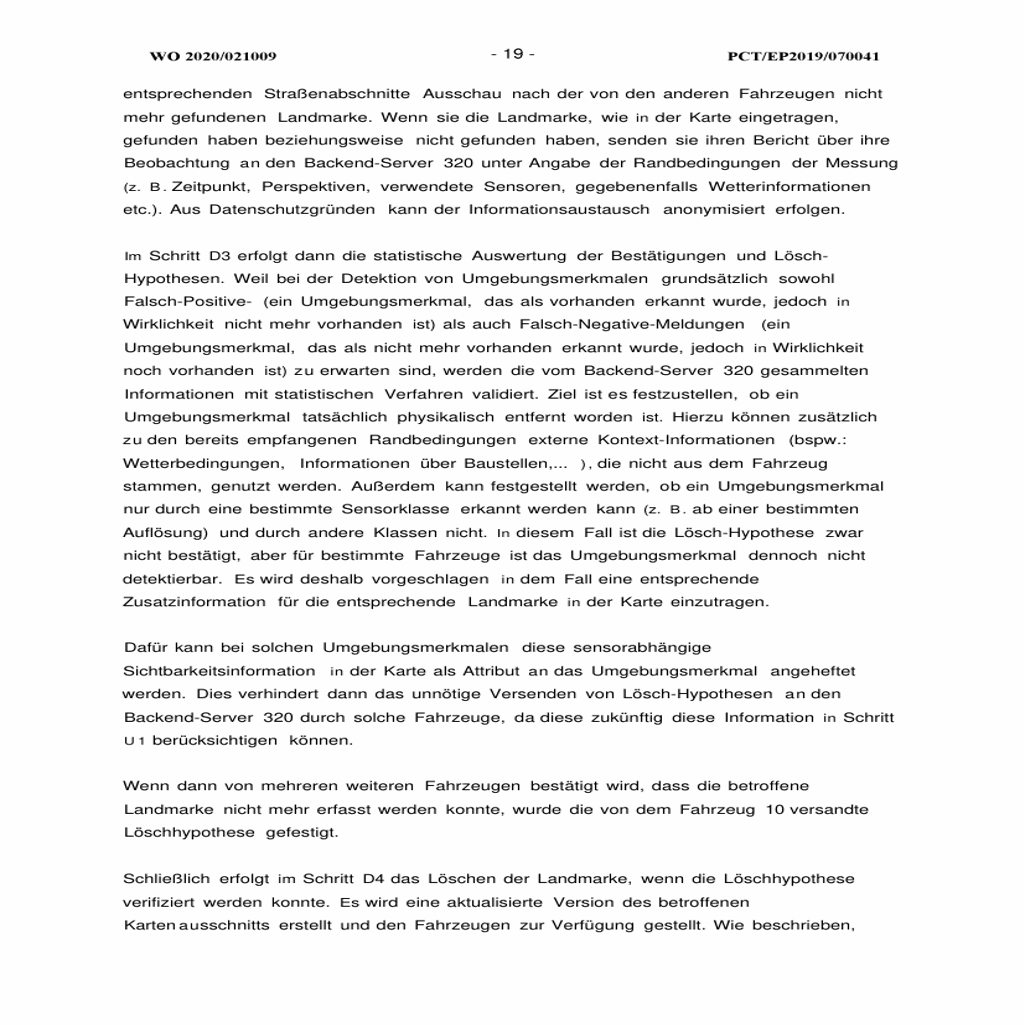 WO 2020/021009 - 19 - PCT/EP2019/070041
entsprechenden Straßenabschnitte Ausschau nach der von den anderen Fahrzeugen nicht
mehr gefundenen Landmarke. Wenn sie die Landmarke, wie in der Karte eingetragen,
gefunden haben beziehungsweise nicht gefunden haben, senden sie ihren Bericht über ihre
Beobachtung an den Backend-Server 320 unter Angabe der Randbedingungen der Messung
(z. B. Zeitpunkt, Perspektiven, verwendete Sensoren, gegebenenfalls Wetterinformationen
etc.). Aus Datenschutzgründen kann der Informationsaustausch anonymisiert erfolgen.
Im Schritt D3 erfolgt dann die statistische Auswertung der Bestätigungen und Lösch-
Hypothesen. Weil bei der Detektion von Umgebungsmerkmalen grundsätzlich sowohl
Falsch-Positive- (ein Umgebungsmerkmal, das als vorhanden erkannt wurde, jedoch in
Wirklichkeit nicht mehr vorhanden ist) als auch Falsch-Negative-Meldungen (ein
Umgebungsmerkmal, das als nicht mehr vorhanden erkannt wurde, jedoch in Wirklichkeit
noch vorhanden ist) zu erwarten sind, werden die vom Backend-Server 320 gesammelten
Informationen mit statistischen Verfahren validiert. Ziel ist es festzustellen, ob ein
Umgebungsmerkmal tatsächlich physikalisch entfernt worden ist. Hierzu können zusätzlich
zu den bereits empfangenen Randbedingungen externe Kontext-Informationen (bspw.:
Wetterbedingungen, Informationen über Baustellen,... ), die nicht aus dem Fahrzeug
stammen, genutzt werden. Außerdem kann festgestellt werden, ob ein Umgebungsmerkmal
nur durch eine bestimmte Sensorklasse erkannt werden kann (z. B. ab einer bestimmten
Auflösung) und durch andere Klassen nicht. In diesem Fall ist die Lösch-Hypothese zwar
nicht bestätigt, aber für bestimmte Fahrzeuge ist das Umgebungsmerkmal dennoch nicht
detektierbar. Es wird deshalb vorgeschlagen in dem Fall eine entsprechende
Zusatzinformation für die entsprechende Landmarke in der Karte einzutragen.
Dafür kann bei solchen Umgebungsmerkmalen diese sensorabhängige
Sichtbarkeitsinformation in der Karte als Attribut an das Umgebungsmerkmal angeheftet
werden. Dies verhindert dann das unnötige Versenden von Lösch-Hypothesen an den
Backend-Server 320 durch solche Fahrzeuge, da diese zukünftig diese Information in Schritt
U1 berücksichtigen können.
Wenn dann von mehreren weiteren Fahrzeugen bestätigt wird, dass die betroffene
Landmarke nicht mehr erfasst werden konnte, wurde die von dem Fahrzeug 10 versandte
Löschhypothese gefestigt.
Schließlich erfolgt im Schritt D4 das Löschen der Landmarke, wenn die Löschhypothese
verifiziert werden konnte. Es wird eine aktualisierte Version des betroffenen
Kartenausschnitts erstellt und den Fahrzeugen zur Verfügung gestellt. Wie beschrieben,